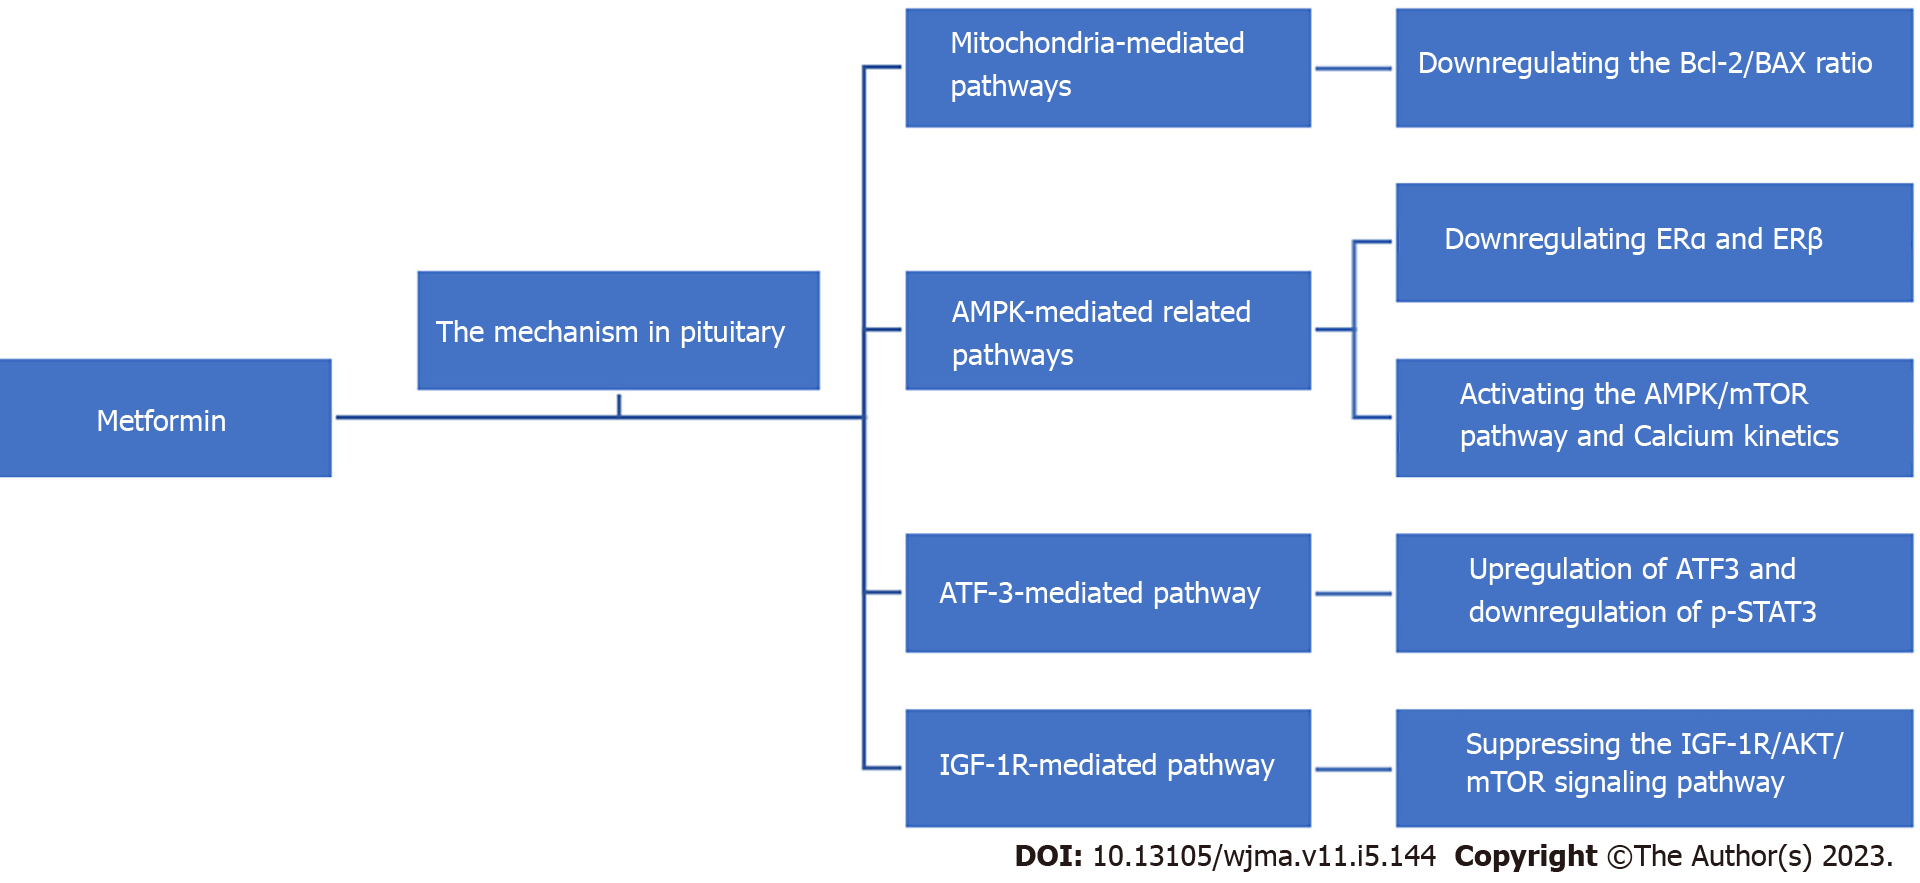 Metformin
The mechanism in pituitary
Mitochondria-mediated
pathways
Downregulating the Bcl-2/BAX ratio
AMPK-mediated related
pathways
Downregulating ERα and ERβ
Activating the AMPK/mTOR
pathway and Calcium kinetics
ATF-3-mediated pathway
Upregulation of ATF3 and
downregulation of p-STAT3
IGF-1R-mediated pathway
Suppressing the IGF-1R/AKT/
mTOR signaling pathway
DOI: 10.13105/wjma.v11.i5.144 Copyright ©The Author(s) 2023.